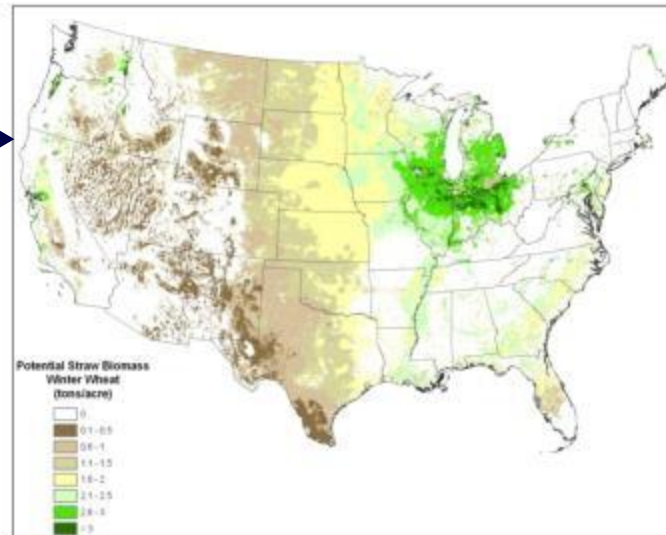 Potential Straw Biomass
Winter Wheat
(tons/acre)
0
0.1 - 0.5
0.6 - 1
1.1 - 1.5
1.6 - 2
2.1 - 2.5
2.6 - 3
> 3